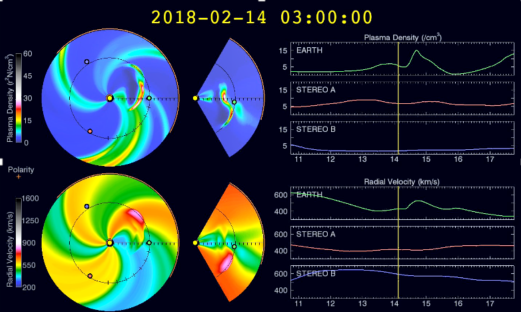 2018-02-14 03:00:00
Plasma Density (/cm³)
Plasma Density (r²N/cm³)
60
45
30
15
0
EARTH
15
5
STEREO A
15
5
STEREO B
15
5
11 12 13 14 15 16 17
Polarity
+
Radial Velocity (km/s)
1600
1250
900
550
200
Radial Velocity (km/s)
EARTH
600
400
STEREO A
600
400
STEREO B
600
400
11 12 13 14 15 16 17